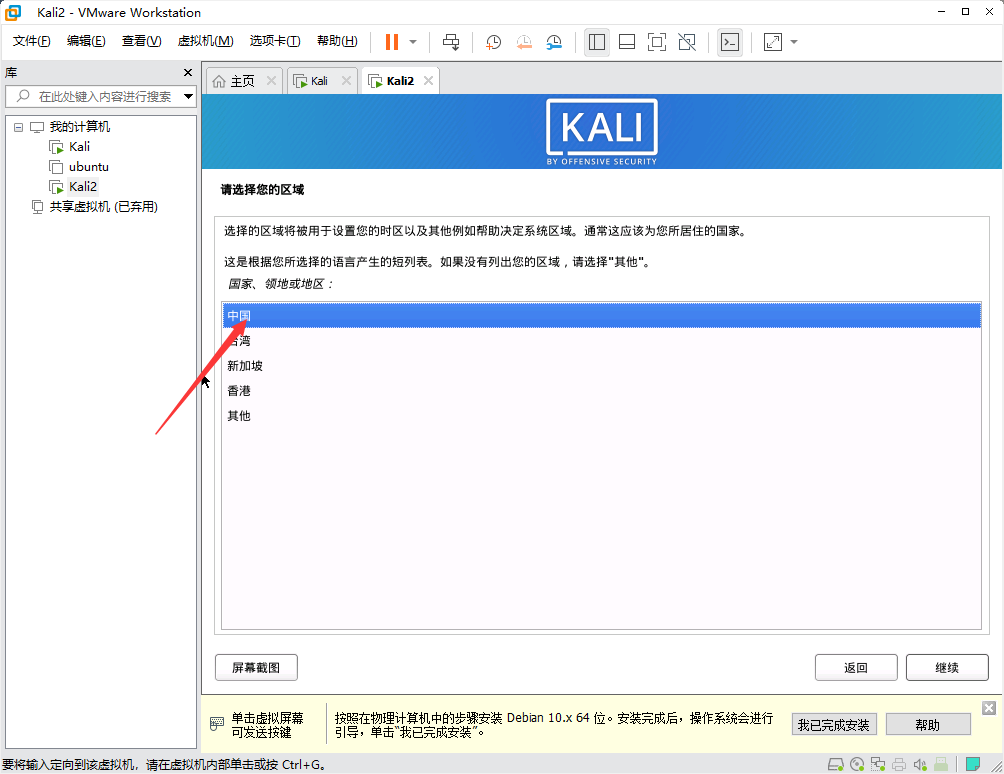 Kali2 - VMware Workstation
文件(F) 编辑(E) 查看(V) 虚拟机(M) 选项卡(T) 帮助(H)
库
在此处键入内容进行搜索
我的计算机
Kali
ubuntu
Kali2
共享虚拟机 (已弃用)
主页 Kali Kali2
KALI
BY OFFENSIVE SECURITY
请选择您的区域
选择的区域将被用于设置您的时区以及其他例如帮助决定系统区域。通常这应该为您所居住的国家。
这是根据您所选择的语言产生的短列表。如果没有列出您的区域，请选择"其他"。
国家、领地或地区：
中国
台湾
新加坡
香港
其他
屏幕截图 返回 继续
单击虚拟屏幕
可发送按键
按照在物理计算机中的步骤安装 Debian 10.x 64 位。安装完成后，操作系统会进行
引导，单击“我已完成安装”。
我已完成安装 帮助
要将输入定向到该虚拟机，请在虚拟机内部单击或按 Ctrl+G。